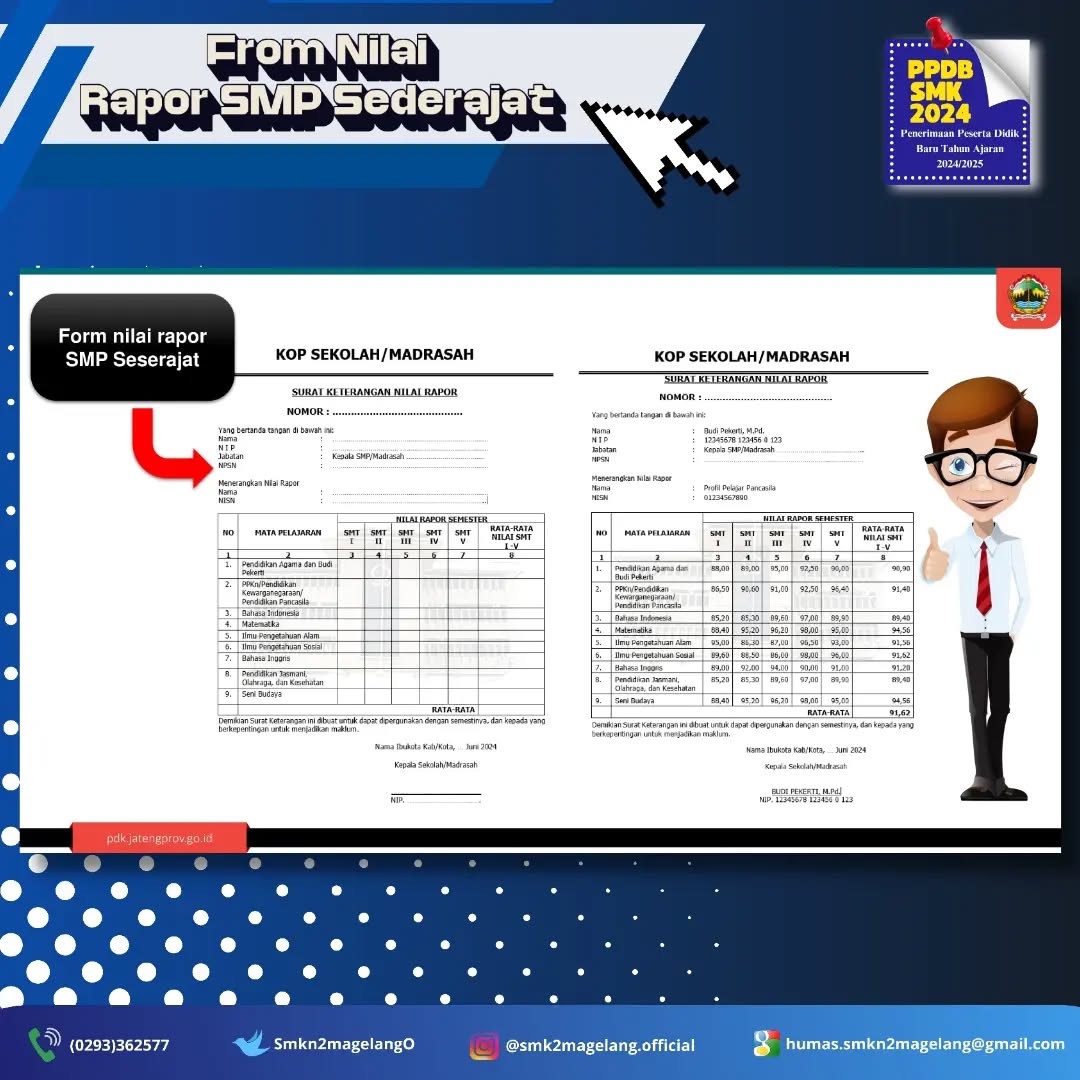 From Nilai
Rapor SMP Sederajat
PPDB
SMK
2024
Penerimaan Peserta Didik
Baru Tahun Ajaran
2024/2025
Form nilai rapor
SMP Seserajat
KOP SEKOLAH/MADRASAH
SURAT KETERANGAN NILAI RAPOR
NOMOR : ..........................................
Yang bertanda tangan di bawah ini:
Nama :
N I P :
Jabatan : Kepala SMP/Madrasah
NPSN :
Menerangkan Nilai Rapor
Nama :
NISN :
NO MATA PELAJARAN NILAI RAPOR SEMESTER RATA-RATA NILAI SMT I -V
SMT I SMT II SMT III SMT IV SMT V
1 2 3 4 5 6 7 8
1. Pendidikan Agama dan Budi
Pekerti
2. PPKn/Pendidikan
Kewarganegaraan/
Pendidikan Pancasila
3. Bahasa Indonesia
4. Matematika
5. Ilmu Pengetahuan Alam
6. Ilmu Pengetahuan Sosial
7. Bahasa Inggris
8. Pendidikan Jasmani,
Olahraga, dan Kesehatan
9. Seni Budaya
RATA-RATA
Demikian Surat Keterangan ini dibuat untuk dapat dipergunakan dengan semestinya, dan kepada yang
berkepentingan untuk menjadikan maklum.
Nama Ibukota Kab/Kota, ... Juni 2024
Kepala Sekolah/Madrasah
NIP.
KOP SEKOLAH/MADRASAH
SURAT KETERANGAN NILAI RAPOR
NOMOR : ..........................................
Yang bertanda tangan di bawah ini:
Nama : Budi Pekerti, M.Pd.
N I P : 12345678 123456 0 123
Jabatan : Kepala SMP/Madrasah
NPSN :
Menerangkan Nilai Rapor
Nama : Profil Pelajar Pancasila
NISN : 01234567890
NO MATA PELAJARAN NILAI RAPOR SEMESTER RATA-RATA NILAI SMT I -V
SMT I SMT II SMT III SMT IV SMT V
1 2 3 4 5 6 7 8
1. Pendidikan Agama dan 88,00 89,00 95,00 92,50 90,00 90,90
Budi Pekerti
2. PPKn/Pendidikan 86,50 90,60 91,00 92,50 96,40 91,40
Kewarganegaraan/
Pendidikan Pancasila
3. Bahasa Indonesia 85,20 85,30 89,60 97,00 89,90 89,40
4. Matematika 88,40 95,20 96,20 98,00 95,00 94,56
5. Ilmu Pengetahuan Alam 95,00 86,30 87,00 96,50 93,00 91,56
6. Ilmu Pengetahuan Sosial 89,60 88,50 86,00 98,00 96,00 91,62
7. Bahasa Inggris 89,00 92,00 94,00 90,00 91,00 91,20
8. Pendidikan Jasmani, 85,20 85,30 89,60 97,00 89,90 89,40
Olahraga, dan Kesehatan
9. Seni Budaya 88,40 95,20 96,20 98,00 95,00 94,56
RATA-RATA 91,62
Demikian Surat Keterangan ini dibuat untuk dapat dipergunakan dengan semestinya, dan kepada yang
berkepentingan untuk menjadikan maklum.
Nama Ibukota Kab/Kota, ... Juni 2024
Kepala Sekolah/Madrasah
BUDI PEKERTI, M.Pd.
NIP. 12345678 123456 0 123
pdk.jatengprov.go.id
(0293)362577
Smkn2magelangO
@smk2magelang.official
humas.smkn2magelang@gmail.com